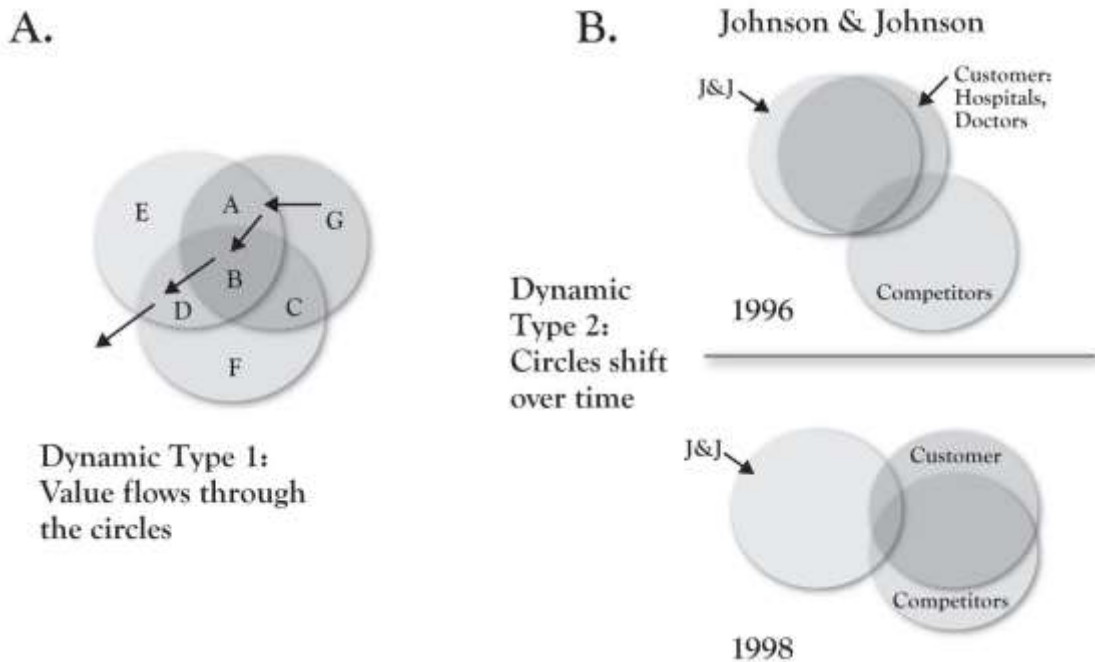 A.
E
A
G
B
D
C
F
Dynamic Type 1:
Value flows through
the circles
B.
Johnson & Johnson
J&J
Customer:
Hospitals,
Doctors
Competitors
1996
Dynamic
Type 2:
Circles shift
over time
J&J
Customer
Competitors
1998